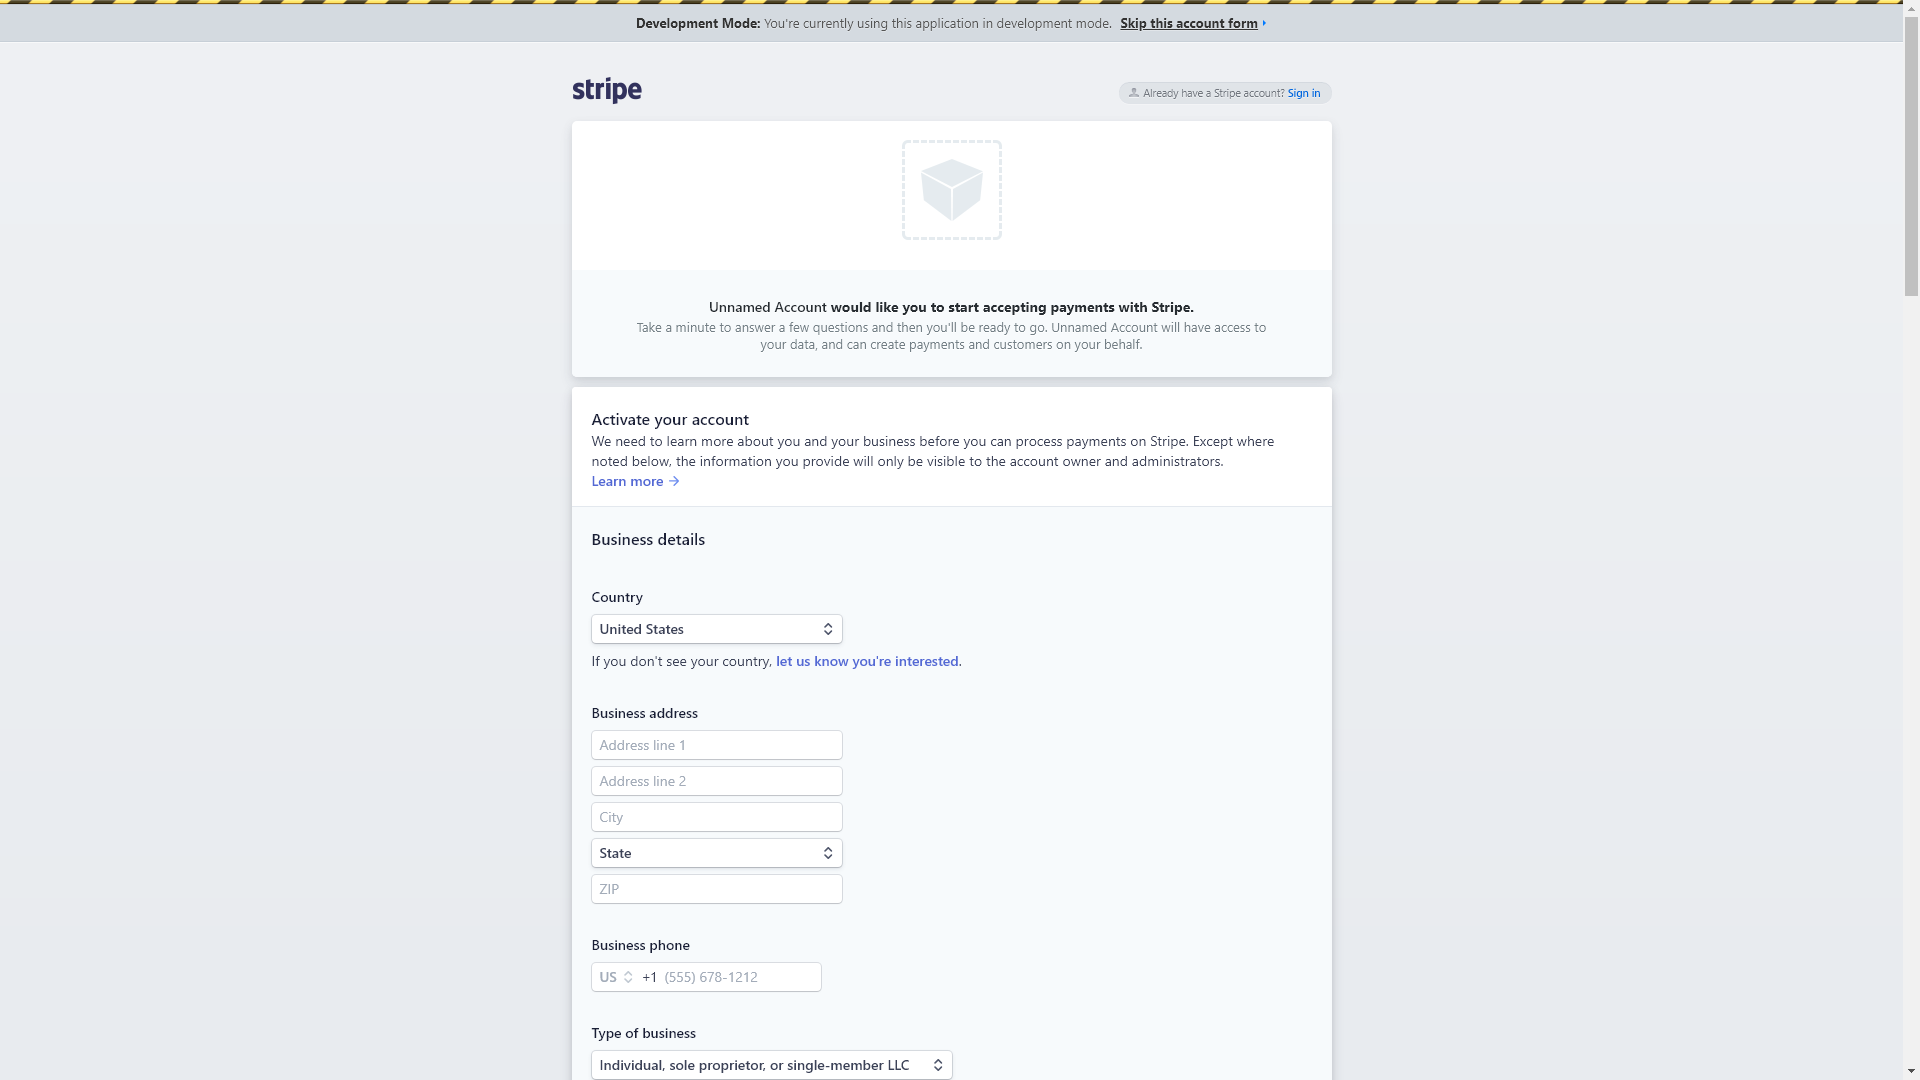 Development Mode: You're currently using this application in development mode. Skip this account form
stripe
Already have a Stripe account? Sign in
Unnamed Account would like you to start accepting payments with Stripe.
Take a minute to answer a few questions and then you'll be ready to go. Unnamed Account will have access to
your data, and can create payments and customers on your behalf.
Activate your account
We need to learn more about you and your business before you can process payments on Stripe. Except where
noted below, the information you provide will only be visible to the account owner and administrators.
Learn more →
Business details
Country
United States
If you don't see your country, let us know you're interested.
Business address
Address line 1
Address line 2
City
State
ZIP
Business phone
US +1 (555) 678-1212
Type of business
Individual, sole proprietor, or single-member LLC